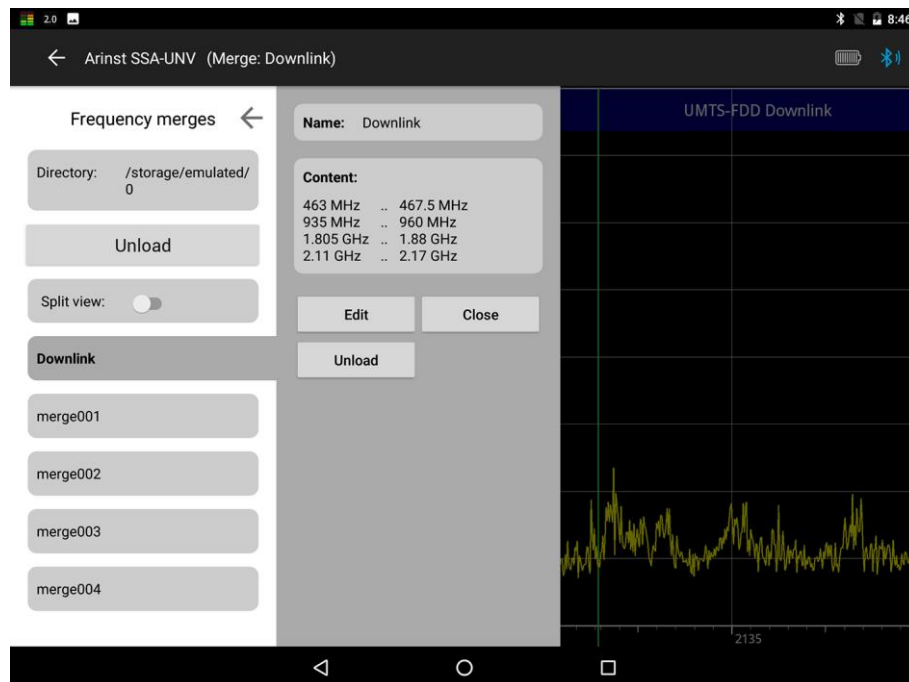 2.0
8:46
Arinst SSA-UNV (Merge: Downlink)
Frequency merges
Directory: /storage/emulated/
0
Unload
Split view:
Downlink
merge001
merge002
merge003
merge004
Name: Downlink
Content:
463 MHz .. 467.5 MHz
935 MHz .. 960 MHz
1.805 GHz .. 1.88 GHz
2.11 GHz .. 2.17 GHz
Edit
Close
Unload
UMTS-FDD Downlink
2135